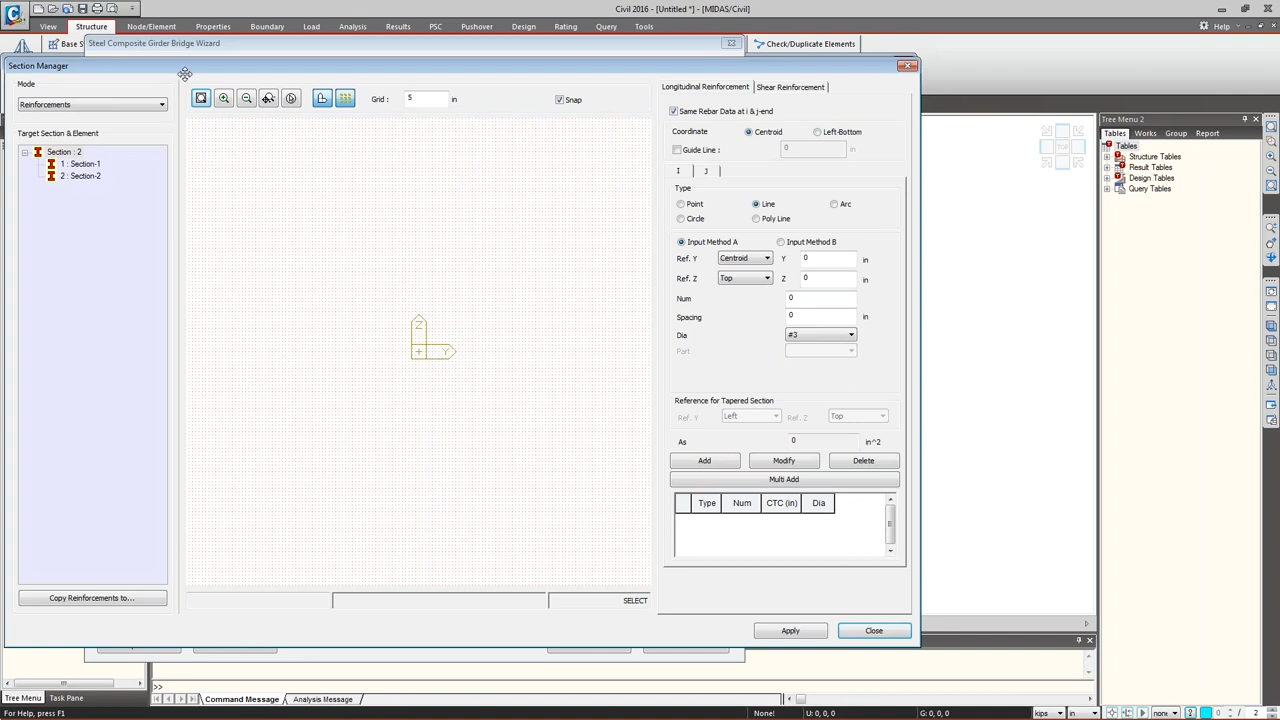 Civil 2016 - [Untitled *] - [MIDAS/Civil]
View Structure Node/Element Properties Boundary Load Analysis Results PSC Pushover Design Rating Query Tools Help
Base S
Steel Composite Girder Bridge Wizard
Check/Duplicate Elements
Section Manager
Mode
Reinforcements
Target Section & Element
Section : 2
1 : Section-1
2 : Section-2
Copy Reinforcements to...
Grid : 5 in Snap
Z
Y
SELECT
Longitudinal Reinforcement Shear Reinforcement
Same Rebar Data at i & j-end
Coordinate Centroid Left-Bottom
Guide Line : 0 in
I J
Type
Point Line Arc
Circle Poly Line
Input Method A Input Method B
Ref. Y Centroid Y 0 in
Ref. Z Top Z 0 in
Num 0
Spacing 0 in
Dia #3
Part
Reference for Tapered Section
Ref. Y Left Ref. Z Top
As 0 in^2
Add Modify Delete
Multi Add
Type Num CTC (in) Dia
Apply Close
TOP
Tree Menu 2
Tables Works Group Report
Tables
Structure Tables
Result Tables
Design Tables
Query Tables
>>
Tree Menu Task Pane
Command Message Analysis Message
For Help, press F1
None! U: 0, 0, 0 G: 0, 0, 0 kips in none 0 / 2